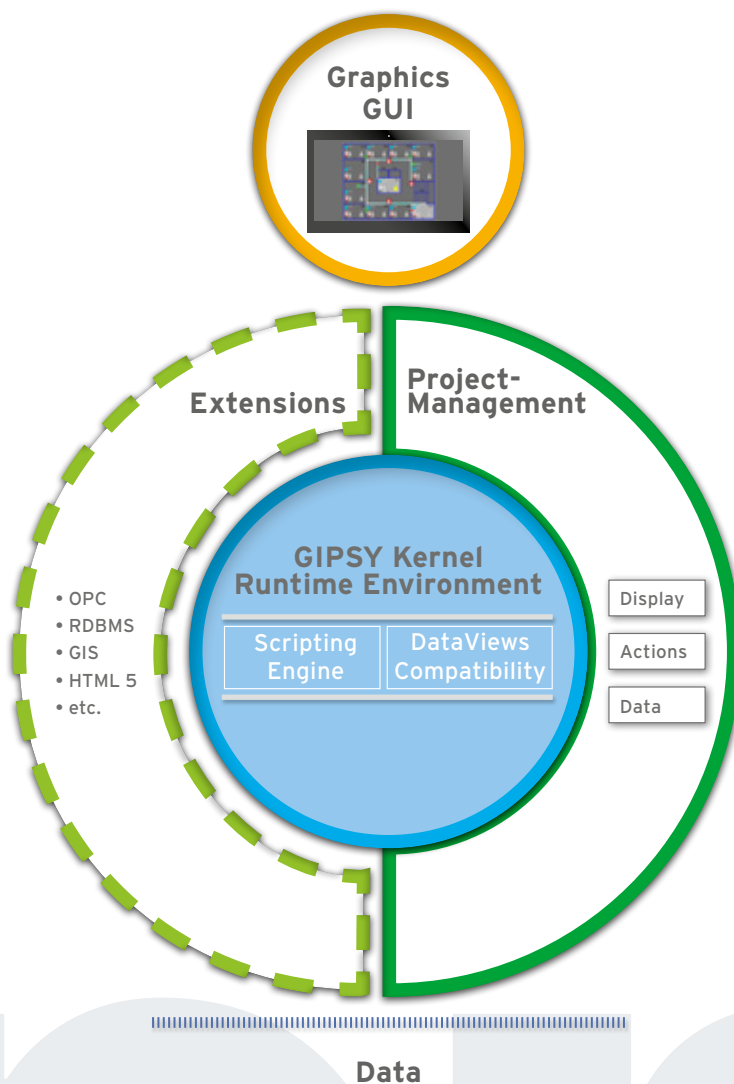 Graphics
GUI
Extensions
Project-
Management
GIPSY Kernel
Runtime Environment
Scripting
Engine
DataViews
Compatibility
• OPC
• RDBMS
• GIS
• HTML 5
• etc.
Display
Actions
Data
Data